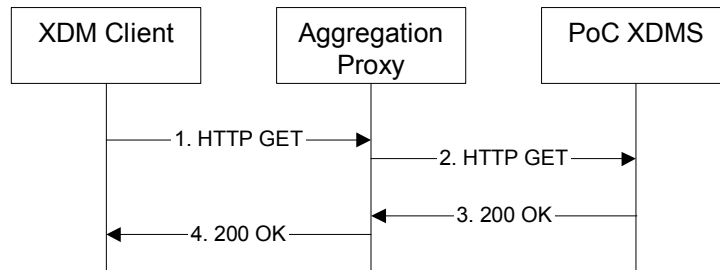 XDM Client
Aggregation
Proxy
PoC XDMS
1. HTTP GET
2. HTTP GET
3. 200 OK
4. 200 OK